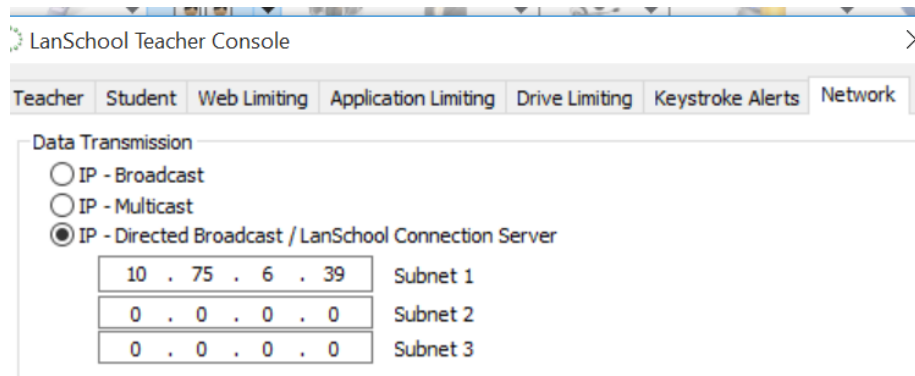 LanSchool Teacher Console
Teacher Student Web Limiting Application Limiting Drive Limiting Keystroke Alerts Network
Data Transmission
IP - Broadcast
IP - Multicast
IP - Directed Broadcast / LanSchool Connection Server
10 . 75 . 6 . 39 Subnet 1
0 . 0 . 0 . 0 Subnet 2
0 . 0 . 0 . 0 Subnet 3